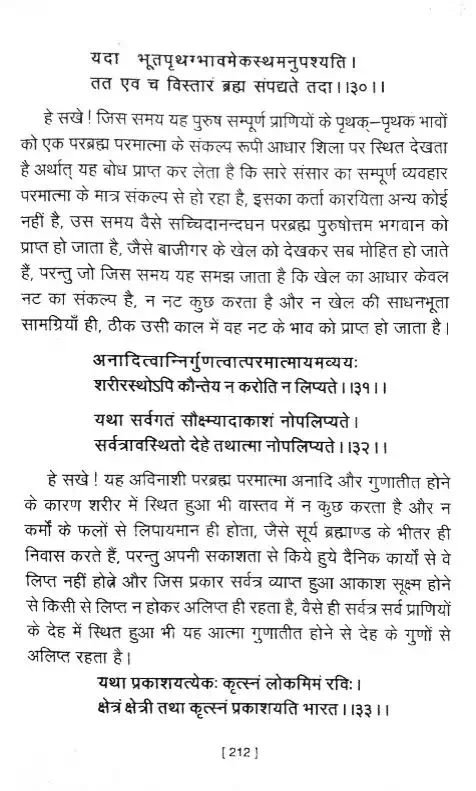 यदा भूतपृथग्भावमेकस्थमनुपश्यति।
तत एव च विस्तारं ब्रह्म संपद्यते तदा।।३०।।
हे सखे! जिस समय यह पुरुष सम्पूर्ण प्राणियों के पृथक्–पृथक भावों
को एक परब्रह्म परमात्मा के संकल्प रूपी आधार शिला पर स्थित देखता
है अर्थात् यह बोध प्राप्त कर लेता है कि सारे संसार का सम्पूर्ण व्यवहार
परमात्मा के मात्र संकल्प से हो रहा है, इसका कर्ता कारयिता अन्य कोई
नहीं है, उस समय वैसे सच्चिदानन्दघन परब्रह्म पुरुषोत्तम भगवान को
प्राप्त हो जाता है, जैसे बाजीगर के खेल को देखकर सब मोहित हो जाते
हैं, परन्तु जो जिस समय यह समझ जाता है कि खेल का आधार केवल
नट का संकल्प है, न नट कुछ करता है और न खेल की साधनभूता
सामग्रियाँ ही, ठीक उसी काल में वह नट के भाव को प्राप्त हो जाता है।
अनादित्वान्निर्गुणत्वात्परमात्मायमव्ययः
शरीरस्थोऽपि कौन्तेय न करोति न लिप्यते।।३१।।
यथा सर्वगतं सौक्ष्म्यादाकाशं नोपलिप्यते।
सर्वत्रावस्थितो देहे तथात्मा नोपलिप्यते।।३२।।
हे सखे! यह अविनाशी परब्रह्म परमात्मा अनादि और गुणातीत होने
के कारण शरीर में स्थित हुआ भी वास्तव में न कुछ करता है और न
कर्मों के फलों से लिपायमान ही होता, जैसे सूर्य ब्रह्माण्ड के भीतर ही
निवास करते हैं, परन्तु अपनी सकाशता से किये हुये दैनिक कार्यो से वे
लिप्त नहीं होते और जिस प्रकार सर्वत्र व्याप्त हुआ आकाश सूक्ष्म होने
से किसी से लिप्त न होकर अलिप्त ही रहता है, वैसे ही सर्वत्र सर्व प्राणियों
के देह में स्थित हुआ भी यह आत्मा गुणातीत होने से देह के गुणों से
अलिप्त रहता है।
यथा प्रकाशयत्येकः कृत्स्नं लोकमिमं रविः।
क्षेत्रं क्षेत्री तथा कृत्स्नं प्रकाशयति भारत।।३३।।
[ 212 ]